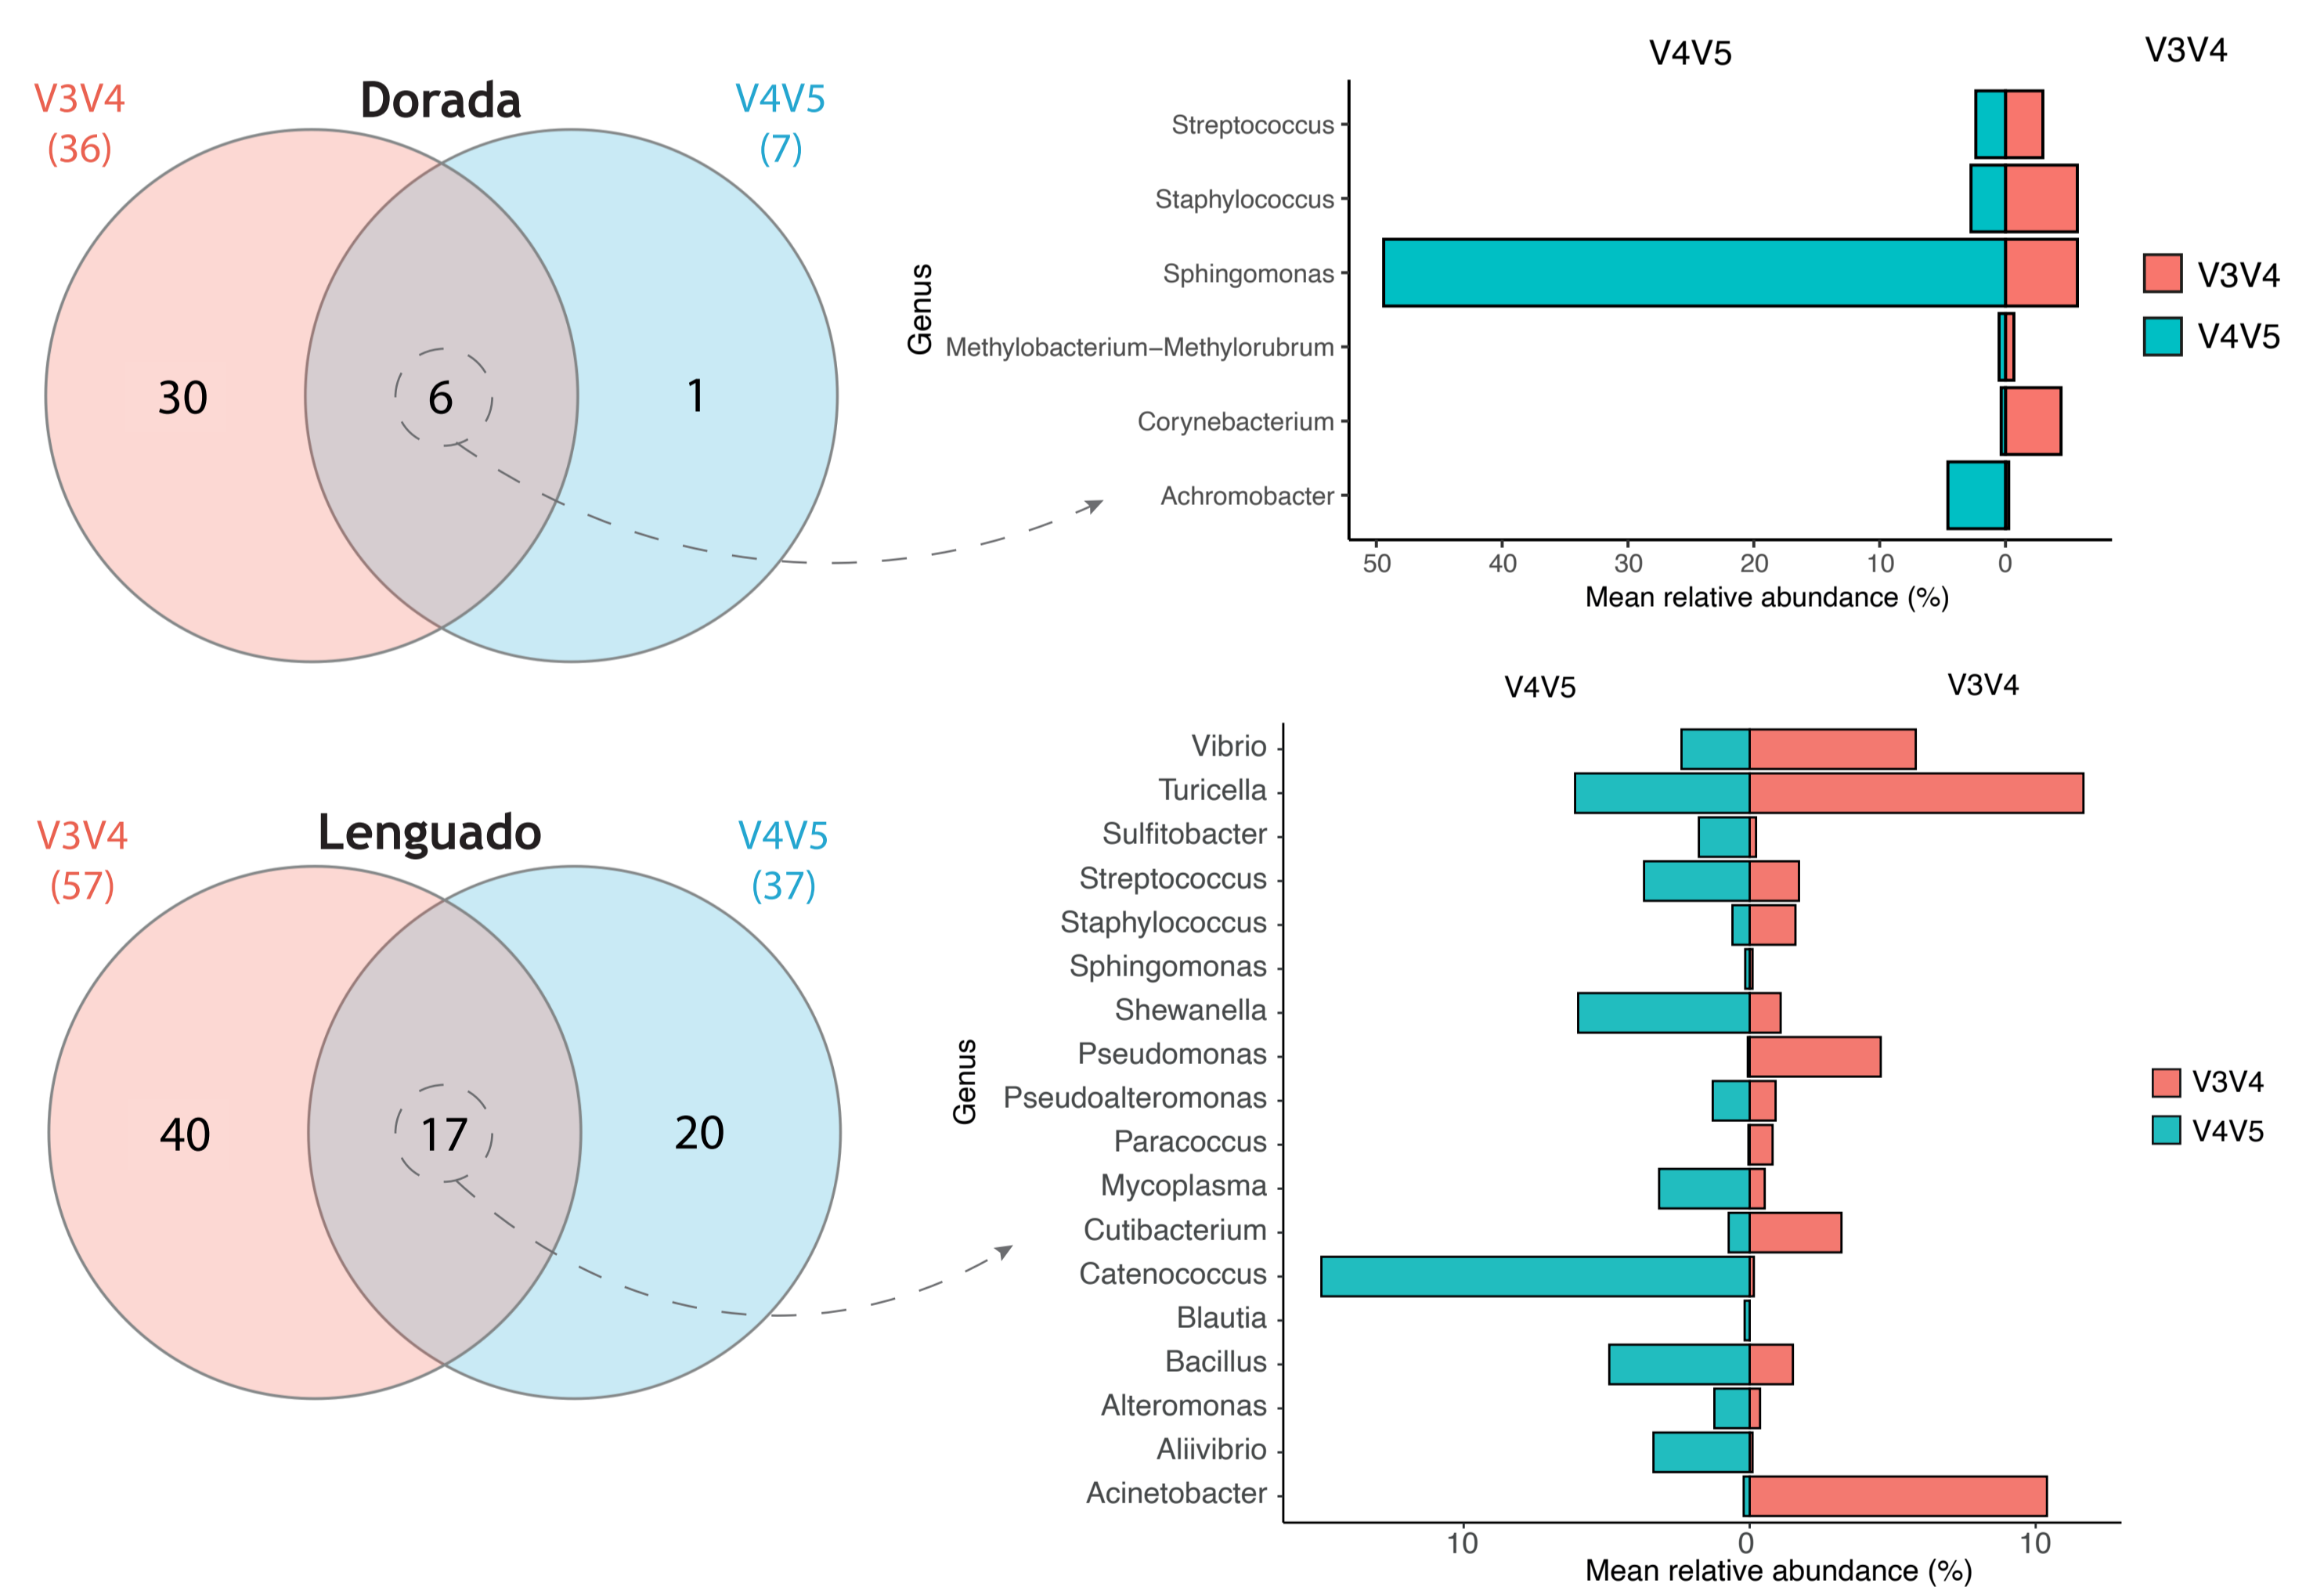 Dorada
V3V4
(36)
V4V5
(7)
30
6
1
V4V5
V3V4
Genus
Streptococcus
Staphylococcus
Sphingomonas
Methylobacterium–Methylorubrum
Corynebacterium
Achromobacter
50 40 30 20 10 0
Mean relative abundance (%)
V3V4
V4V5
Lenguado
V3V4
(57)
V4V5
(37)
40
17
20
V4V5
V3V4
Genus
Vibrio
Turicella
Sulfitobacter
Streptococcus
Staphylococcus
Sphingomonas
Shewanella
Pseudomonas
Pseudoalteromonas
Paracoccus
Mycoplasma
Cutibacterium
Catenococcus
Blautia
Bacillus
Alteromonas
Aliivibrio
Acinetobacter
10 0 10
Mean relative abundance (%)
V3V4
V4V5